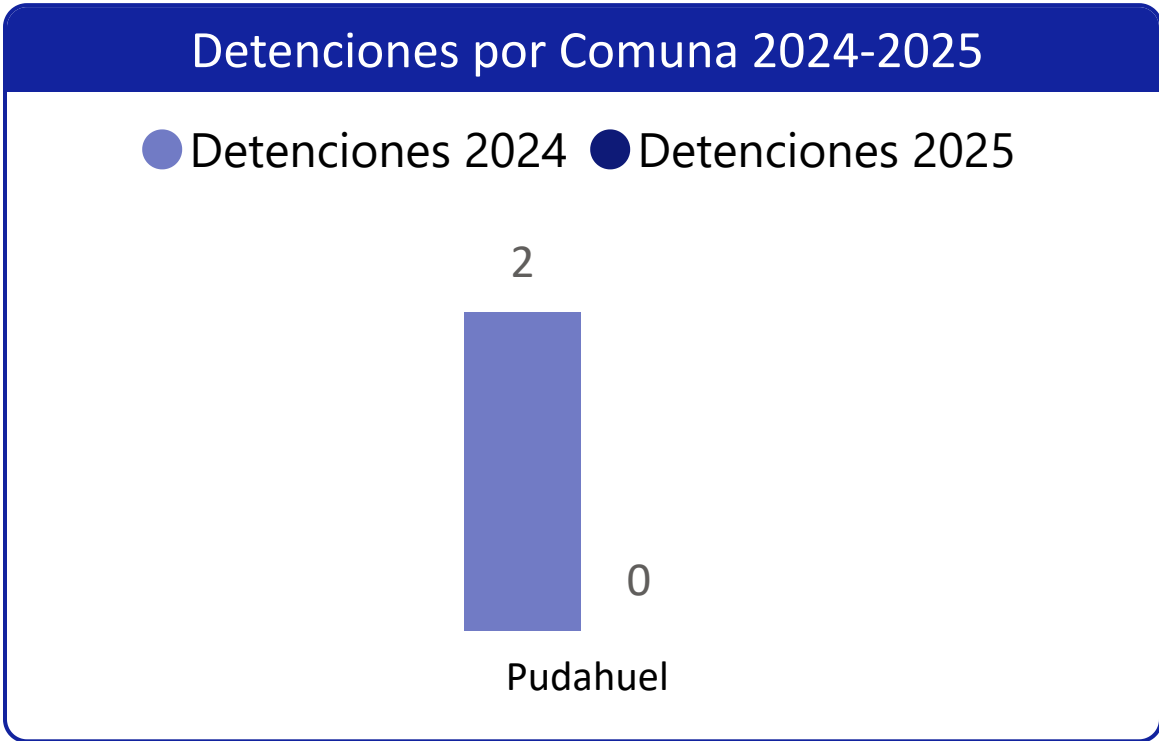 Detenciones por Comuna 2024-2025
Detenciones 2024 Detenciones 2025
2
0
Pudahuel